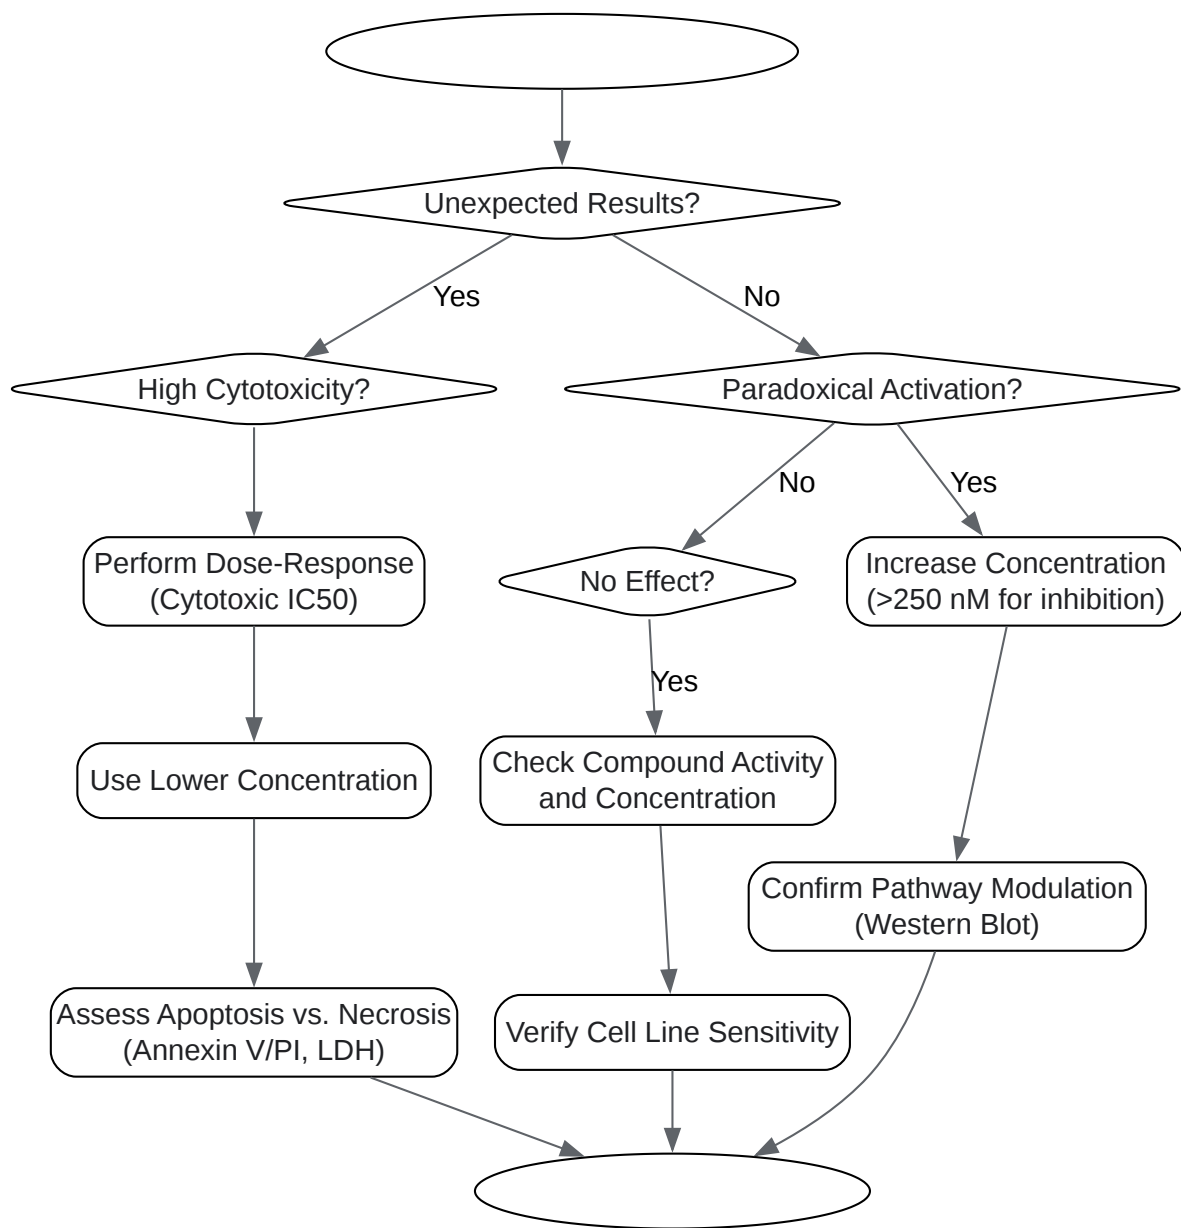 Unexpected Results?
Yes
No
High Cytotoxicity?
Paradoxical Activation?
No
Yes
Perform Dose-Response
(Cytotoxic IC50)
No Effect?
Increase Concentration
(>250 nM for inhibition)
Yes
Use Lower Concentration
Check Compound Activity
and Concentration
Confirm Pathway Modulation
(Western Blot)
Assess Apoptosis vs. Necrosis
(Annexin V/PI, LDH)
Verify Cell Line Sensitivity